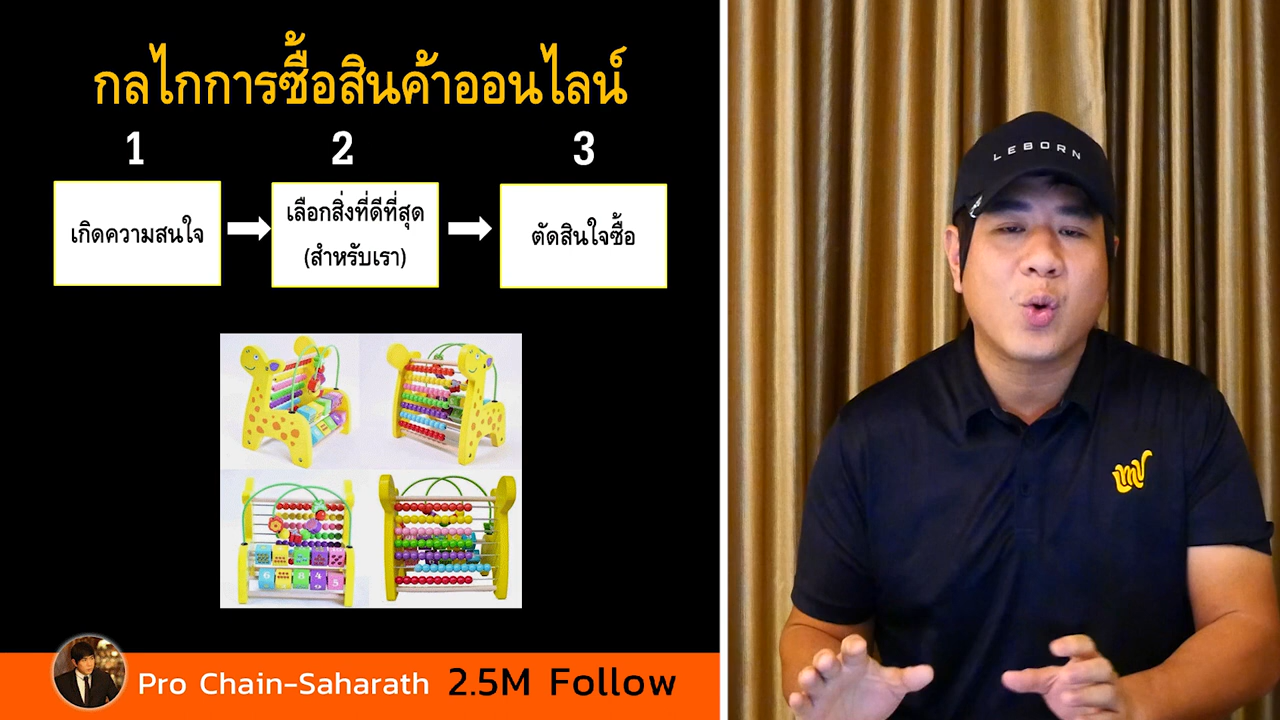 กลไกการซื้อสินค้าออนไลน์
1
2
3
เกิดความสนใจ
เลือกสิ่งที่ดีที่สุด
(สำหรับเรา)
ตัดสินใจซื้อ
LEBORN
Pro Chain-Saharath 2.5M Follow